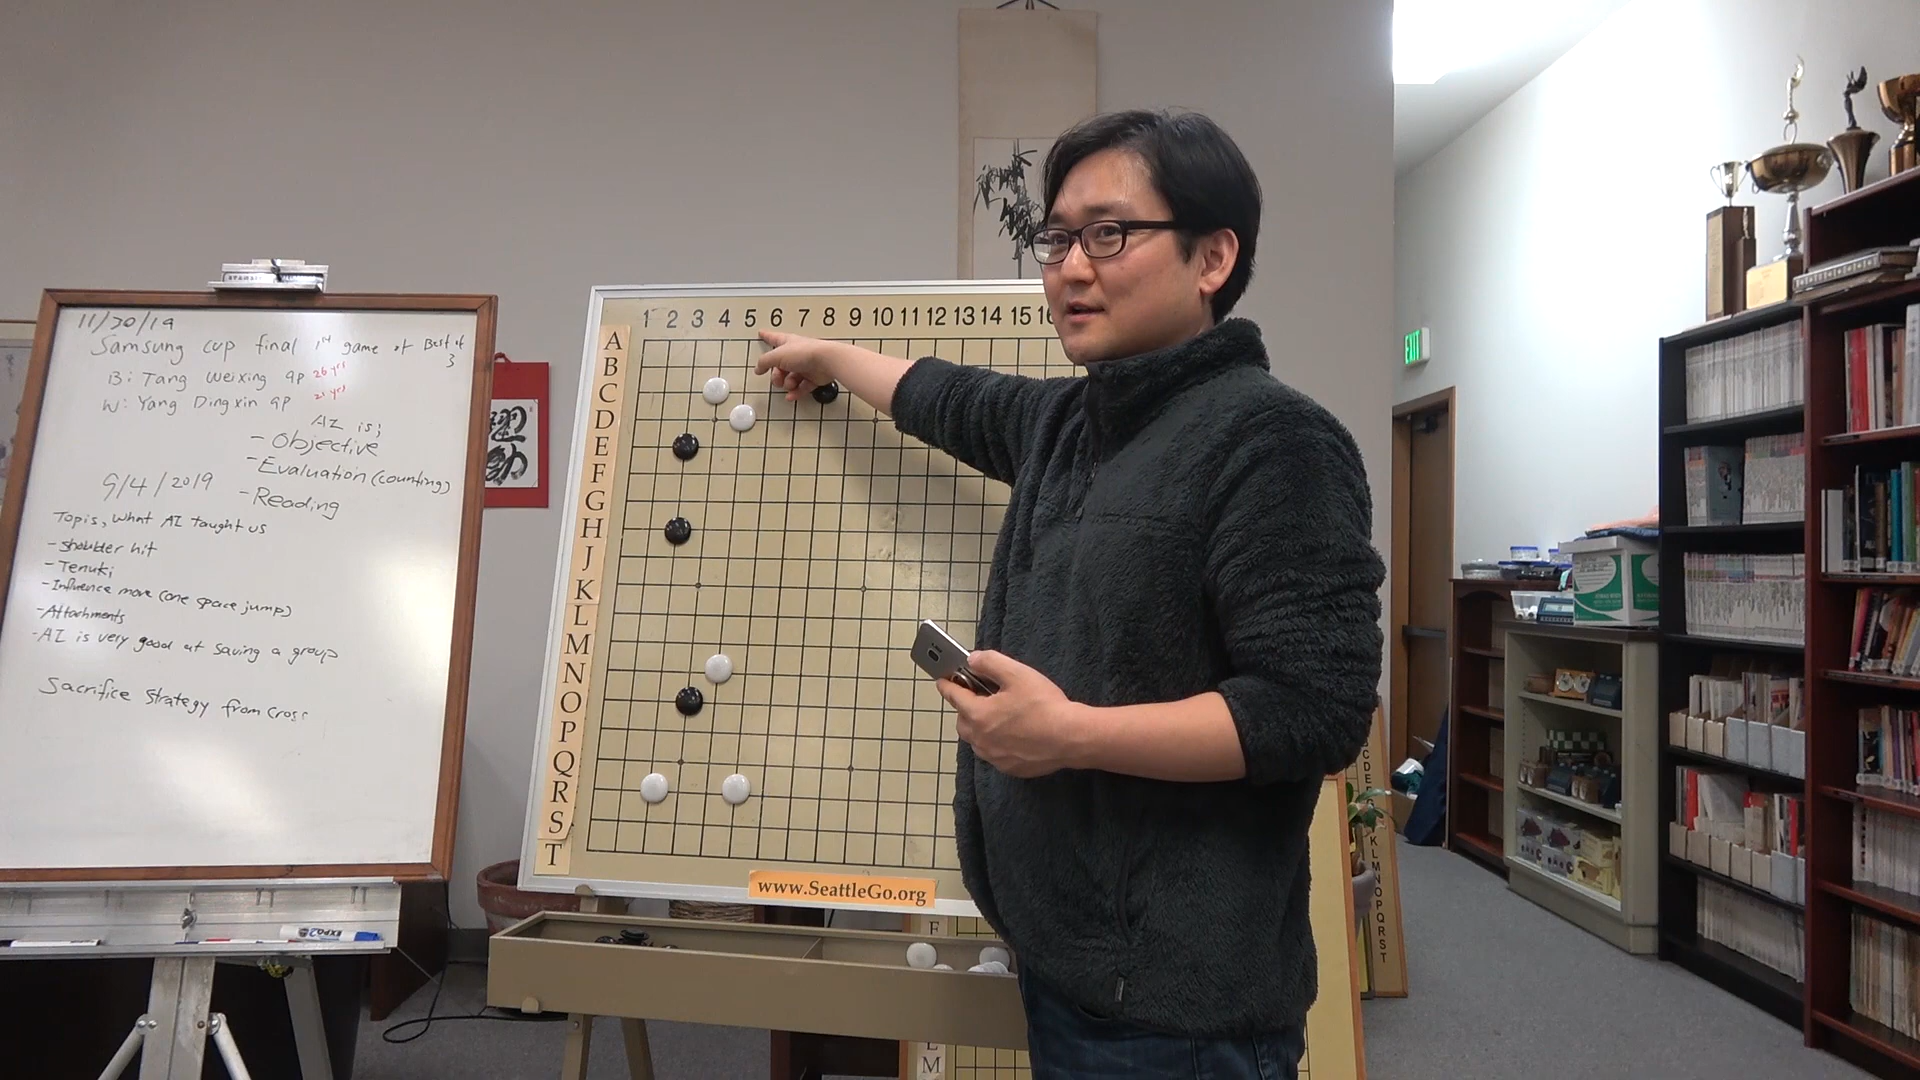 11/20/19
Samsung cup final 1st game of Best of 3
B: Tang Weixing 9p 26 yrs
W: Yang Dingxin 9p 21 yrs
AI is;
- Objective
- Evaluation (counting)
- Reading
9/4/2019
Topis, what AI taught us
- Shoulder hit
- Tenuki
- Influence move (one space jump)
- Attachments
- AI is very good at saving a group
Sacrifice strategy from cross
1 2 3 4 5 6 7 8 9 10 11 12 13 14 15
A
B
C
D
E
F
G
H
J
K
L
M
N
O
P
Q
R
S
T
www.SeattleGo.org
EXPO
EXIT
F
L
M
C
D
E
K
L
M
N
O
P
Q
R
S
T